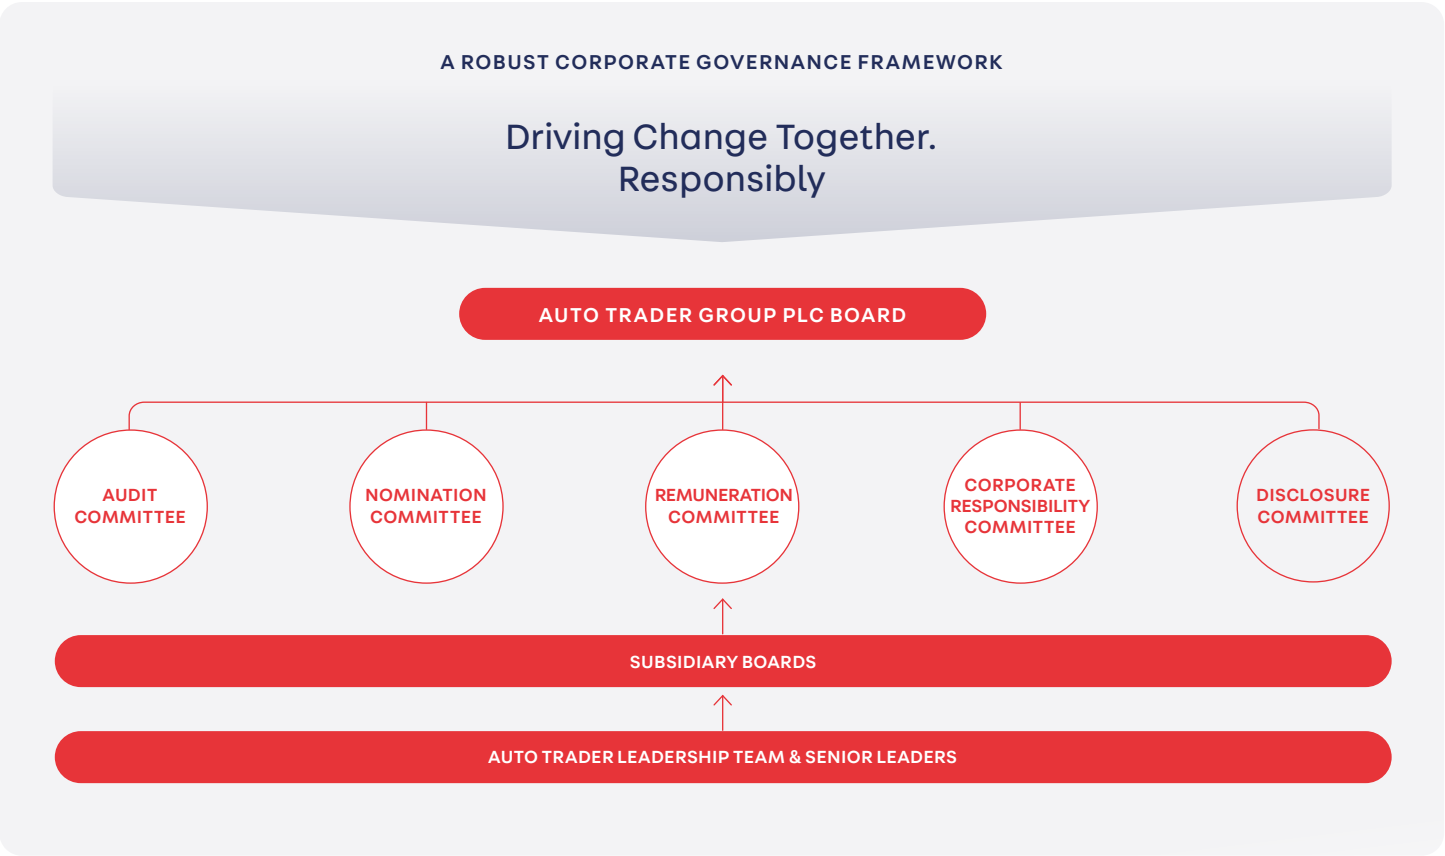 A ROBUST CORPORATE GOVERNANCE FRAMEWORK
Driving Change Together.
Responsibly
AUTO TRADER GROUP PLC BOARD
AUDIT
COMMITTEE
NOMINATION
COMMITTEE
REMUNERATION
COMMITTEE
CORPORATE
RESPONSIBILITY
COMMITTEE
DISCLOSURE
COMMITTEE
SUBSIDIARY BOARDS
AUTO TRADER LEADERSHIP TEAM & SENIOR LEADERS